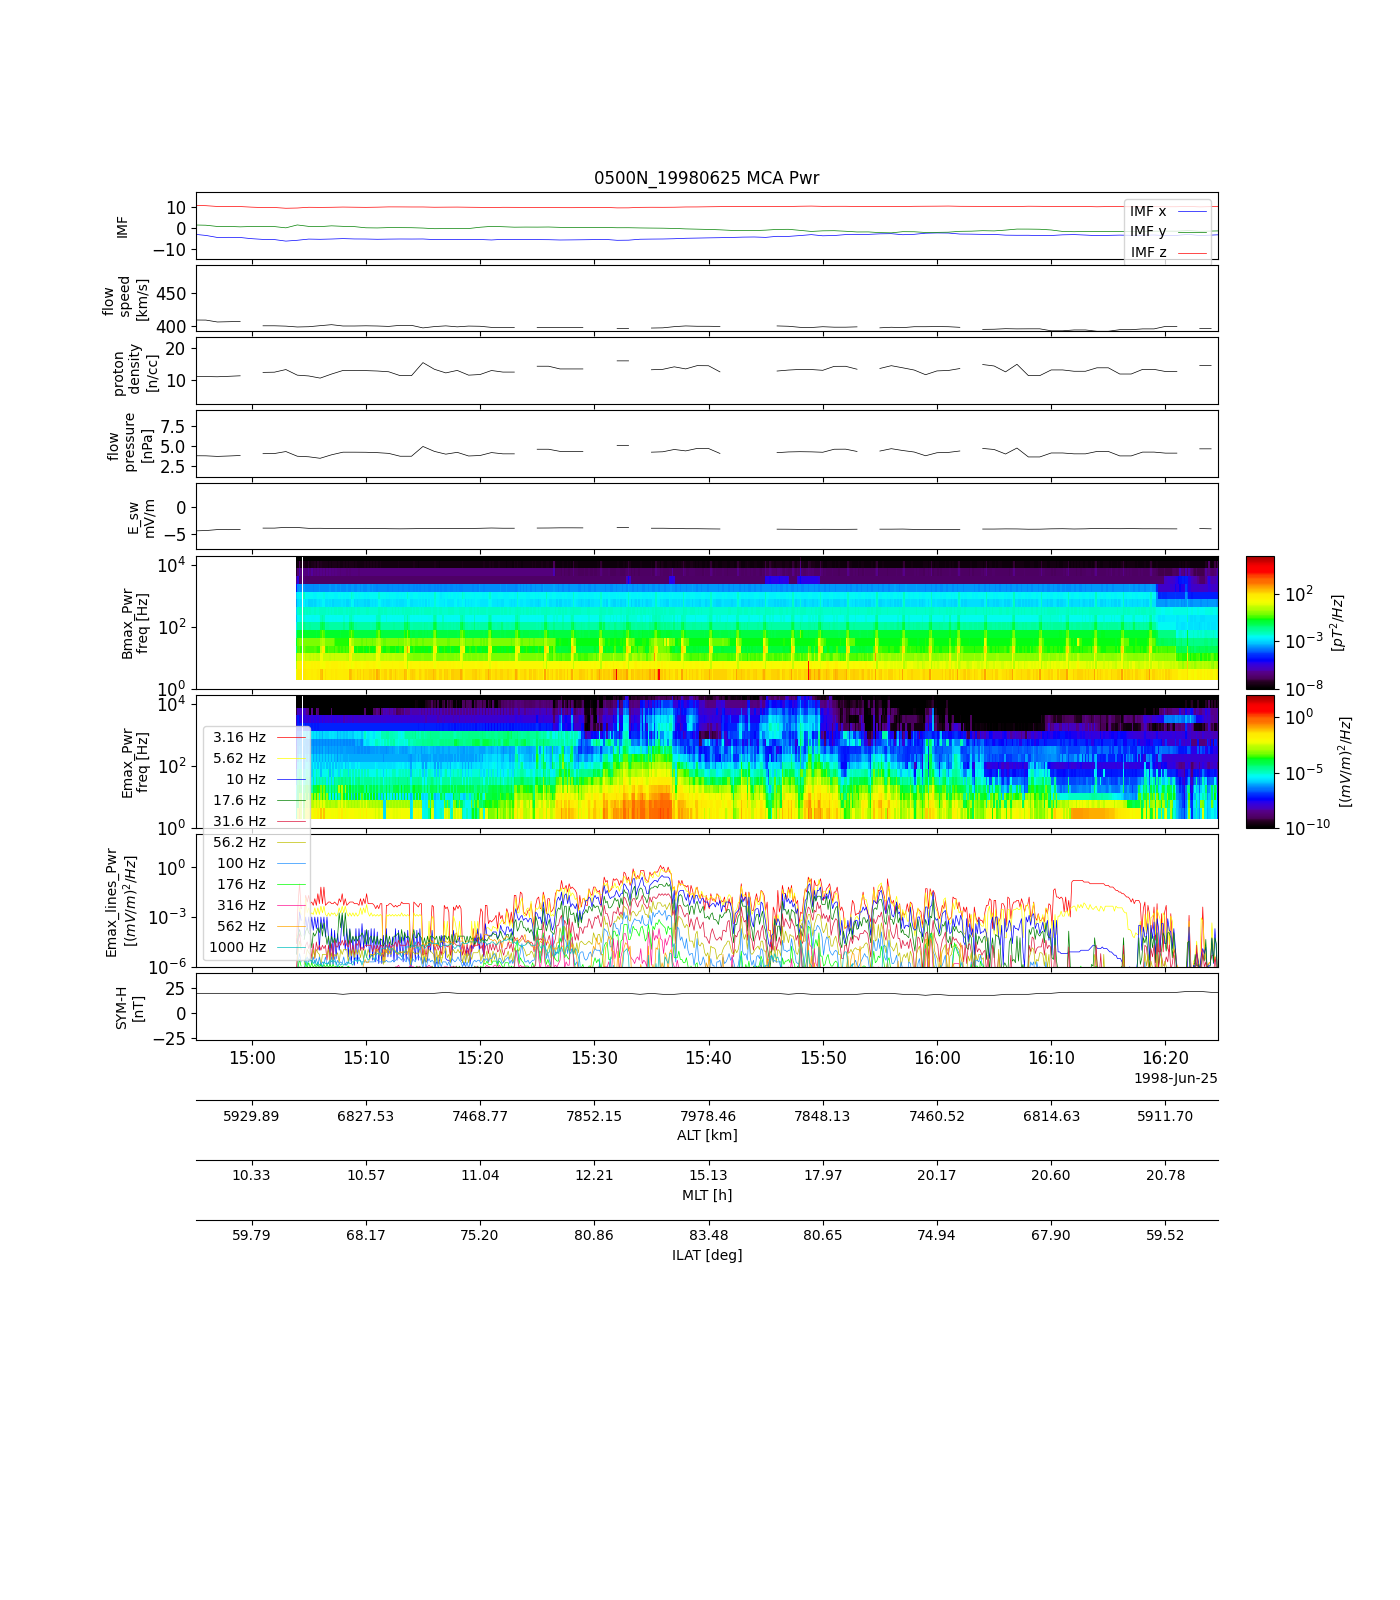 0500N_19980625 MCA Pwr
IMF
10
0
−10
IMF x
IMF y
IMF z
flow
speed
[km/s]
450
400
proton
density
[n/cc]
20
10
flow
pressure
[nPa]
7.5
5.0
2.5
E_sw
mV/m
0
−5
Bmax_Pwr
freq [Hz]
10^4
10^2
10^0
10^2
10^−3
10^−8
[pT^2/Hz]
Emax_Pwr
freq [Hz]
10^4
10^2
10^0
10^0
10^−5
10^−10
[(mV/m)^2/Hz]
3.16 Hz
5.62 Hz
10 Hz
17.6 Hz
31.6 Hz
56.2 Hz
100 Hz
176 Hz
316 Hz
562 Hz
1000 Hz
Emax_lines_Pwr
[(mV/m)^2/Hz]
10^0
10^−3
10^−6
SYM-H
[nT]
25
0
−25
15:00 15:10 15:20 15:30 15:40 15:50 16:00 16:10 16:20
1998-Jun-25
5929.89 6827.53 7468.77 7852.15 7978.46 7848.13 7460.52 6814.63 5911.70
ALT [km]
10.33 10.57 11.04 12.21 15.13 17.97 20.17 20.60 20.78
MLT [h]
59.79 68.17 75.20 80.86 83.48 80.65 74.94 67.90 59.52
ILAT [deg]